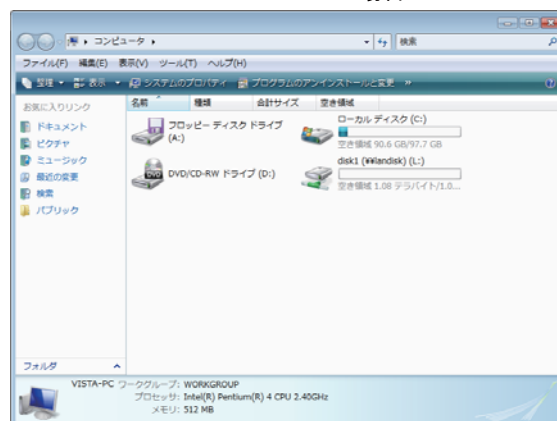 コンピュータ
検索
ファイル(F) 編集(E) 表示(V) ツール(T) ヘルプ(H)
整理 表示 システムのプロパティ プログラムのアンインストールと変更 »
お気に入りリンク
ドキュメント
ピクチャ
ミュージック
最近の変更
検索
パブリック
フォルダ
名前 種類 合計サイズ 空き領域
フロッピー ディスク ドライブ
(A:)
ローカル ディスク (C:)
空き領域 90.6 GB/97.7 GB
DVD/CD-RW ドライブ (D:)
disk1 (¥¥landisk) (L:)
空き領域 1.08 テラバイト/1.0...
VISTA-PC ワークグループ: WORKGROUP
プロセッサ: Intel(R) Pentium(R) 4 CPU 2.40GHz
メモリ: 512 MB